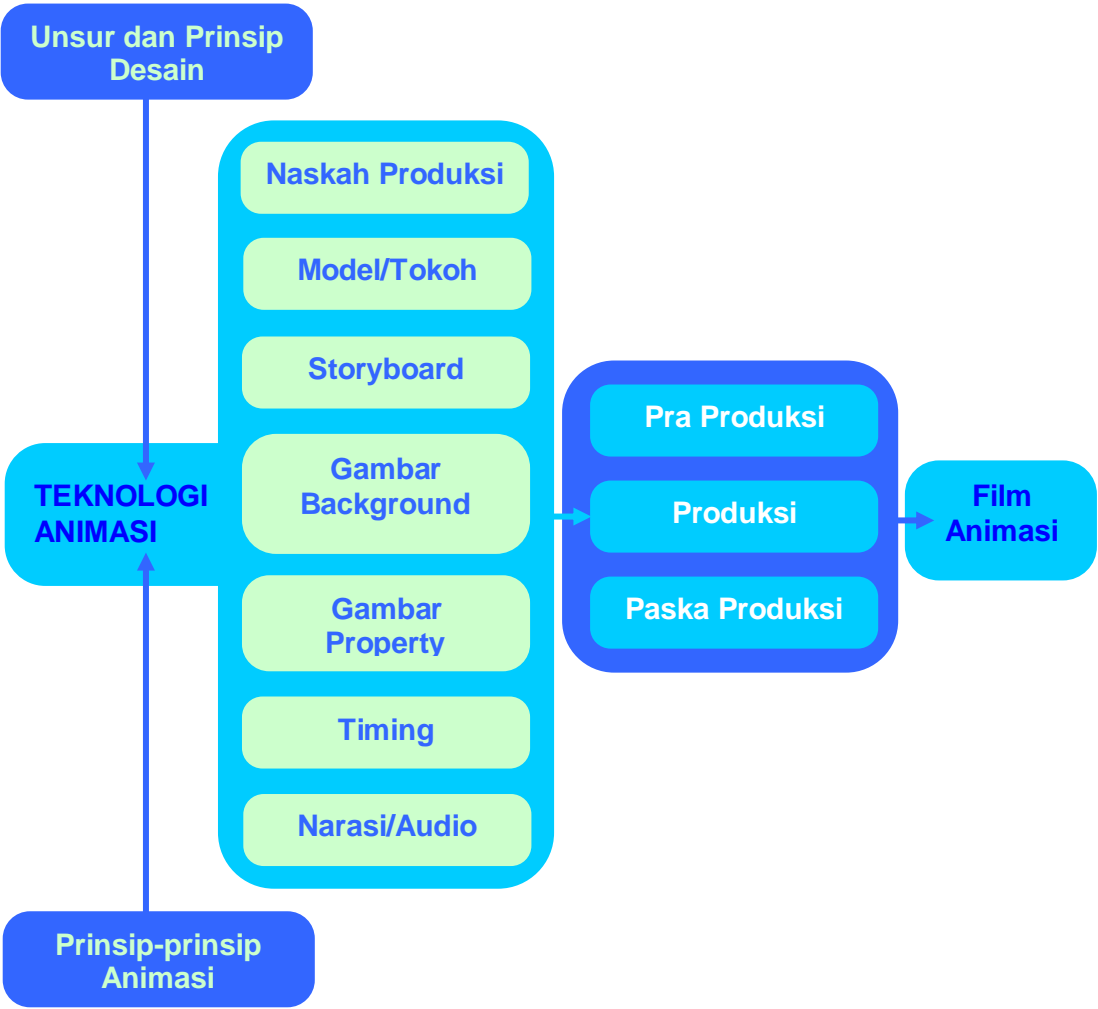 Unsur dan Prinsip
Desain
Naskah Produksi
Model/Tokoh
Storyboard
Gambar
Background
Gambar
Property
Timing
Narasi/Audio
TEKNOLOGI
ANIMASI
Prinsip-prinsip
Animasi
Pra Produksi
Produksi
Paska Produksi
Film
Animasi